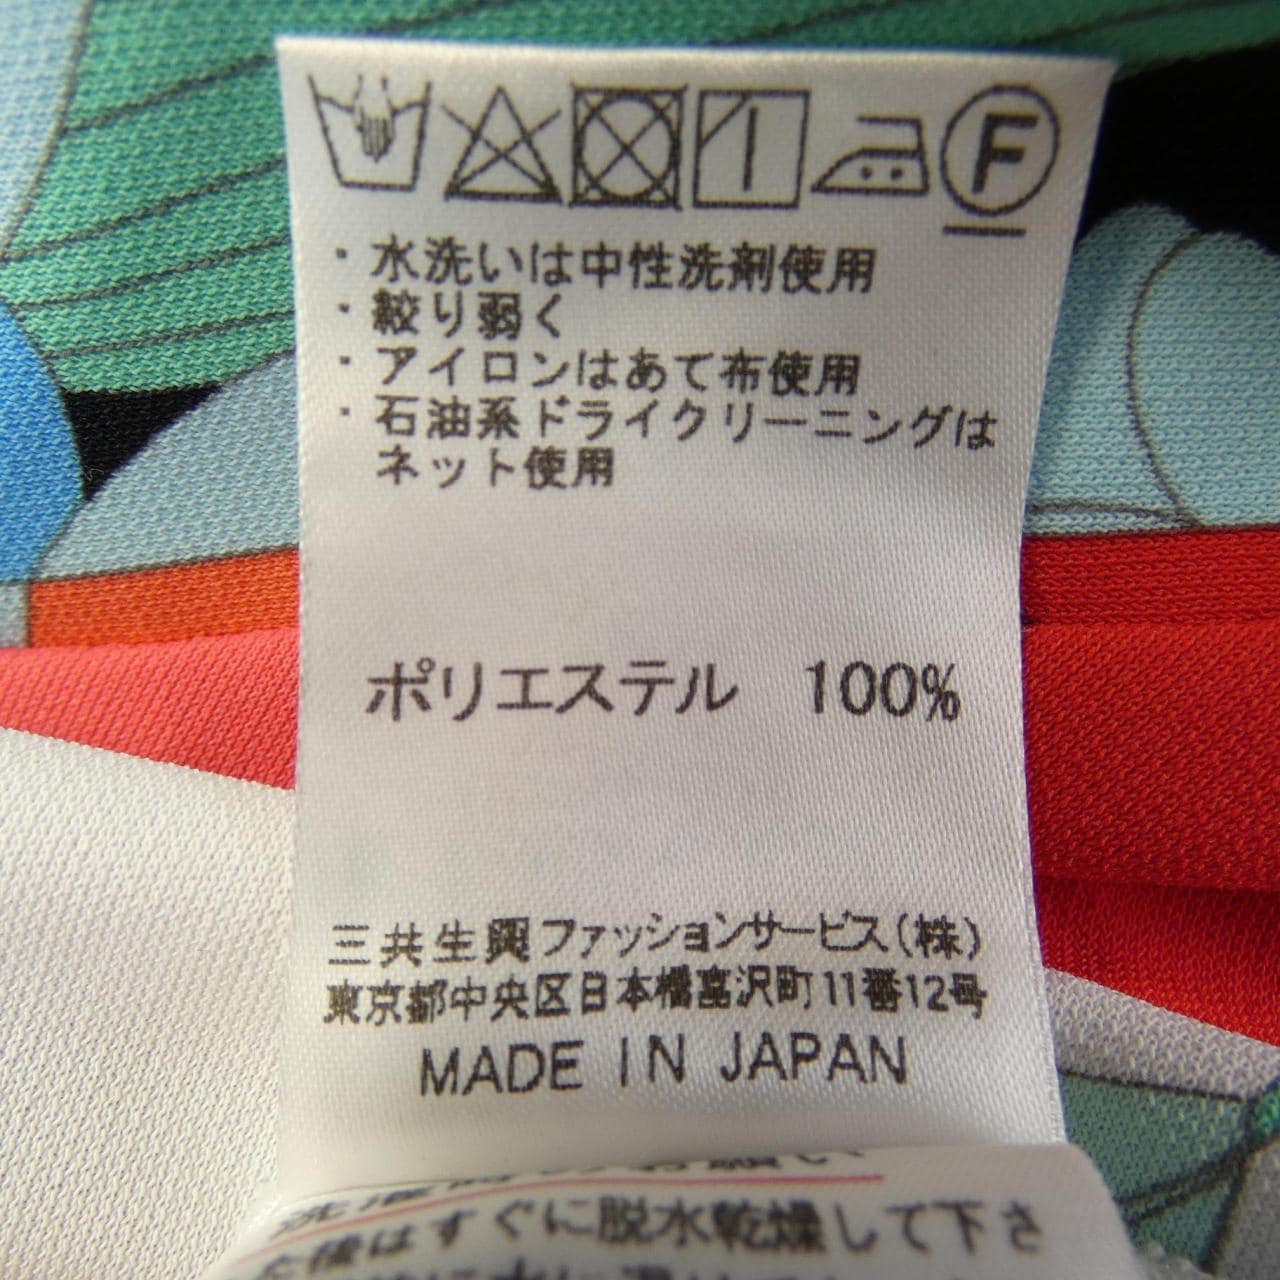 F
・水洗いは中性洗剤使用
・絞り弱く
・アイロンはあて布使用
・石油系ドライクリーニングは
ネット使用
ポリエステル 100%
三共生興ファッションサービス(株)
東京都中央区日本橋富沢町11番12号
MADE IN JAPAN
後はすぐに脱水乾燥して下さ